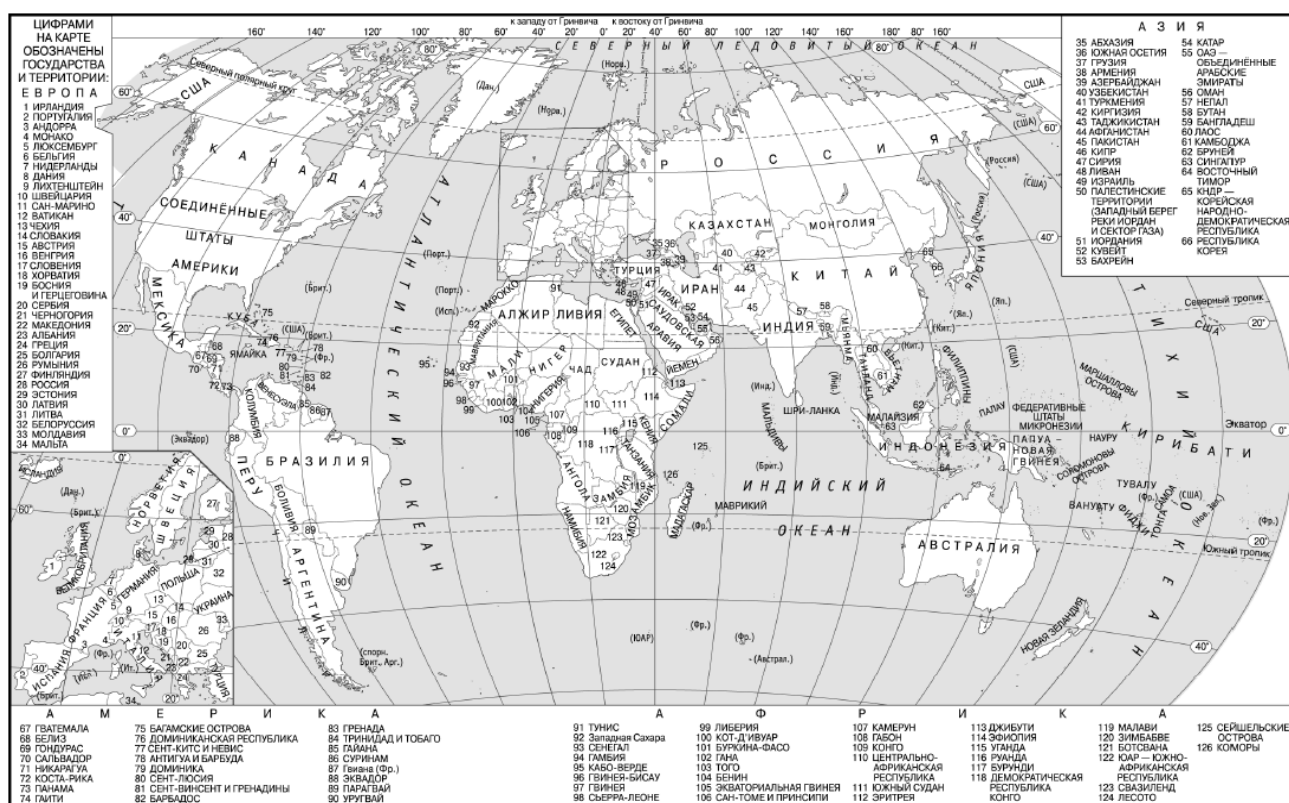 ЦИФРАМИ
НА КАРТЕ
ОБОЗНАЧЕНЫ
ГОСУДАРСТВА
И ТЕРРИТОРИИ:
ЕВРОПА
1 ИРЛАНДИЯ
2 ПОРТУГАЛИЯ
3 АНДОРРА
4 МОНАКО
5 ЛЮКСЕМБУРГ
6 БЕЛЬГИЯ
7 НИДЕРЛАНДЫ
8 ДАНИЯ
9 ЛИХТЕНШТЕЙН
10 ШВЕЙЦАРИЯ
11 САН-МАРИНО
12 ВАТИКАН
13 ЧЕХИЯ
14 СЛОВАКИЯ
15 АВСТРИЯ
16 ВЕНГРИЯ
17 СЛОВЕНИЯ
18 ХОРВАТИЯ
19 БОСНИЯ
И ГЕРЦЕГОВИНА
20 СЕРБИЯ
21 ЧЕРНОГОРИЯ
22 МАКЕДОНИЯ
23 АЛБАНИЯ
24 ГРЕЦИЯ
25 БОЛГАРИЯ
26 РУМЫНИЯ
27 ФИНЛЯНДИЯ
28 РОССИЯ
29 ЭСТОНИЯ
30 ЛАТВИЯ
31 ЛИТВА
32 БЕЛОРУССИЯ
33 МОЛДАВИЯ
34 МАЛЬТА
к западу от Гринвича к востоку от Гринвича
СЕВЕРНЫЙ ЛЕДОВИТЫЙ ОКЕАН
Северный полярный круг
США
КАНАДА
СОЕДИНЁННЫЕ
ШТАТЫ
АМЕРИКИ
МЕКСИКА
КУБА
ЯМАЙКА
ВЕНЕСУЭЛА
КОЛУМБИЯ
(Эквадор)
ПЕРУ
БРАЗИЛИЯ
БОЛИВИЯ
ЧИЛИ
АРГЕНТИНА
(спорн.
Брит., Арг.)
АТЛАНТИЧЕСКИЙ ОКЕАН
РОССИЯ
КАЗАХСТАН
МОНГОЛИЯ
КИТАЙ
ЯПОНИЯ
ТУРЦИЯ
ИРАК
ИРАН
САУДОВСКАЯ
АРАВИЯ
ЙЕМЕН
ИНДИЯ
МЬЯНМА
ТАИЛАНД
ВЬЕТНАМ
ФИЛИППИНЫ
ШРИ-ЛАНКА
МАЛЬДИВЫ
МАЛАЙЗИЯ
ИНДОНЕЗИЯ
МАРОККО
АЛЖИР
ЛИВИЯ
ЕГИПЕТ
МАВРИТАНИЯ
МАЛИ
НИГЕР
ЧАД
СУДАН
НИГЕРИЯ
СОМАЛИ
КЕНИЯ
ТАНЗАНИЯ
АНГОЛА
ЗАМБИЯ
МОЗАМБИК
НАМИБИЯ
МАДАГАСКАР
МАВРИКИЙ
ИНДИЙСКИЙ
ОКЕАН
АВСТРАЛИЯ
НОВАЯ ЗЕЛАНДИЯ
ПАЛАУ
ФЕДЕРАТИВНЫЕ
ШТАТЫ
МИКРОНЕЗИИ
МАРШАЛЛОВЫ
ОСТРОВА
НАУРУ
КИРИБАТИ
ПАПУА-
НОВАЯ
ГВИНЕЯ
СОЛОМОНОВЫ
ОСТРОВА
ТУВАЛУ
ВАНУАТУ
ФИДЖИ
ТОНГА
САМОА
ТИХИЙ ОКЕАН
Северный тропик
Экватор
Южный тропик
(ЮАР)
(Австрал.)
ИСЛАНДИЯ
НОРВЕГИЯ
ШВЕЦИЯ
ВЕЛИКОБРИТАНИЯ
ГЕРМАНИЯ
ПОЛЬША
УКРАИНА
ФРАНЦИЯ
ИСПАНИЯ
ИТАЛИЯ
ТУРЦИЯ
АЗИЯ
35 АБХАЗИЯ
36 ЮЖНАЯ ОСЕТИЯ
37 ГРУЗИЯ
38 АРМЕНИЯ
39 АЗЕРБАЙДЖАН
40 УЗБЕКИСТАН
41 ТУРКМЕНИЯ
42 КИРГИЗИЯ
43 ТАДЖИКИСТАН
44 АФГАНИСТАН
45 ПАКИСТАН
46 КИПР
47 СИРИЯ
48 ЛИВАН
49 ИЗРАИЛЬ
50 ПАЛЕСТИНСКИЕ
ТЕРРИТОРИИ
(ЗАПАДНЫЙ БЕРЕГ
РЕКИ ИОРДАН
И СЕКТОР ГАЗА)
51 ИОРДАНИЯ
52 КУВЕЙТ
53 БАХРЕЙН
54 КАТАР
55 ОАЭ —
ОБЪЕДИНЁННЫЕ
АРАБСКИЕ
ЭМИРАТЫ
56 ОМАН
57 НЕПАЛ
58 БУТАН
59 БАНГЛАДЕШ
60 ЛАОС
61 КАМБОДЖА
62 БРУНЕЙ
63 СИНГАПУР
64 ВОСТОЧНЫЙ
ТИМОР
65 КНДР —
КОРЕЙСКАЯ
НАРОДНО-
ДЕМОКРАТИЧЕСКАЯ
РЕСПУБЛИКА
66 РЕСПУБЛИКА
КОРЕЯ
АМЕРИКА
67 ГВАТЕМАЛА
68 БЕЛИЗ
69 ГОНДУРАС
70 САЛЬВАДОР
71 НИКАРАГУА
72 КОСТА-РИКА
73 ПАНАМА
74 ГАИТИ
75 БАГАМСКИЕ ОСТРОВА
76 ДОМИНИКАНСКАЯ РЕСПУБЛИКА
77 СЕНТ-КИТС И НЕВИС
78 АНТИГУА И БАРБУДА
79 ДОМИНИКА
80 СЕНТ-ЛЮСИЯ
81 СЕНТ-ВИНСЕНТ И ГРЕНАДИНЫ
82 БАРБАДОС
83 ГРЕНАДА
84 ТРИНИДАД И ТОБАГО
85 ГАЙАНА
86 СУРИНАМ
87 Гвиана (Фр.)
88 ЭКВАДОР
89 ПАРАГВАЙ
90 УРУГВАЙ
АФРИКА
91 ТУНИС
92 Западная Сахара
93 СЕНЕГАЛ
94 ГАМБИЯ
95 КАБО-ВЕРДЕ
96 ГВИНЕЯ-БИСАУ
97 ГВИНЕЯ
98 СЬЕРРА-ЛЕОНЕ
99 ЛИБЕРИЯ
100 КОТ-Д'ИВУАР
101 БУРКИНА-ФАСО
102 ГАНА
103 ТОГО
104 БЕНИН
105 ЭКВАТОРИАЛЬНАЯ ГВИНЕЯ
106 САН-ТОМЕ И ПРИНСИПИ
107 КАМЕРУН
108 ГАБОН
109 КОНГО
110 ЦЕНТРАЛЬНО-
АФРИКАНСКАЯ
РЕСПУБЛИКА
111 ЮЖНЫЙ СУДАН
112 ЭРИТРЕЯ
113 ДЖИБУТИ
114 ЭФИОПИЯ
115 УГАНДА
116 РУАНДА
117 БУРУНДИ
118 ДЕМОКРАТИЧЕСКАЯ
РЕСПУБЛИКА
КОНГО
119 МАЛАВИ
120 ЗИМБАБВЕ
121 БОТСВАНА
122 ЮАР — ЮЖНО-
АФРИКАНСКАЯ
РЕСПУБЛИКА
123 СВАЗИЛЕНД
124 ЛЕСОТО
125 СЕЙШЕЛЬСКИЕ
ОСТРОВА
126 КОМОРЫ